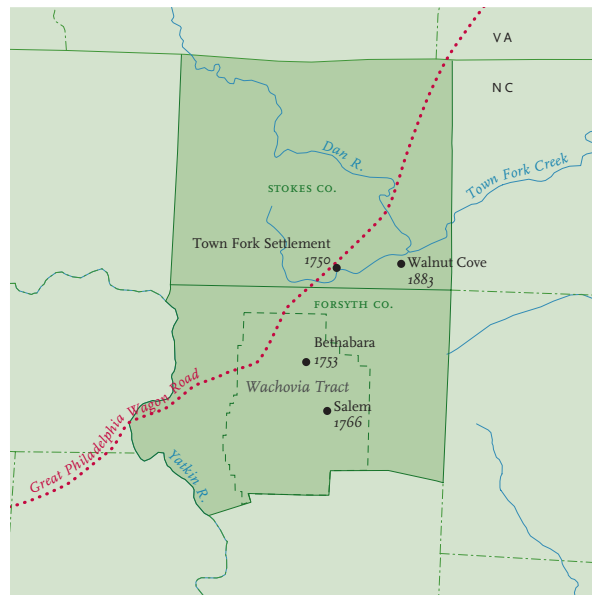 VA
NC
Dan R.
Town Fork Creek
STOKES CO.
Town Fork Settlement
1750
Walnut Cove
1883
FORSYTH CO.
Bethabara
1753
Wachovia Tract
Salem
1766
Great Philadelphia Wagon Road
Yatkin R.